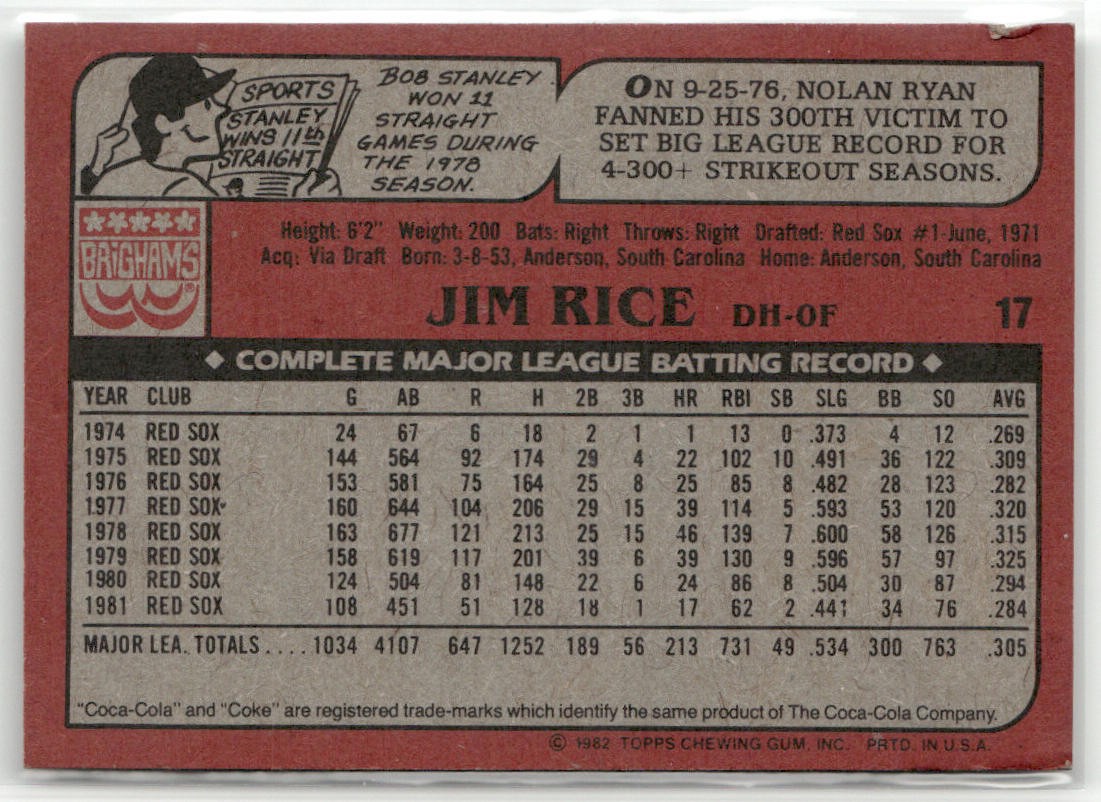 SPORTS
STANLEY
WINS 11th
STRAIGHT
BOB STANLEY
WON 11
STRAIGHT
GAMES DURING
THE 1978
SEASON.
ON 9-25-76, NOLAN RYAN
FANNED HIS 300TH VICTIM TO
SET BIG LEAGUE RECORD FOR
4-300+ STRIKEOUT SEASONS.
BRIGHAM'S ®
Height: 6'2" Weight: 200 Bats: Right Throws: Right Drafted: Red Sox #1-June, 1971
Acq: Via Draft Born: 3-8-53, Anderson, South Carolina Home: Anderson, South Carolina
JIM RICE DH-OF 17
◆ COMPLETE MAJOR LEAGUE BATTING RECORD ◆
YEAR CLUB G AB R H 2B 3B HR RBI SB SLG BB SO AVG
1974 RED SOX 24 67 6 18 2 1 1 13 0 .373 4 12 .269
1975 RED SOX 144 564 92 174 29 4 22 102 10 .491 36 122 .309
1976 RED SOX 153 581 75 164 25 8 25 85 8 .482 28 123 .282
1977 RED SOX 160 644 104 206 29 15 39 114 5 .593 53 120 .320
1978 RED SOX 163 677 121 213 25 15 46 139 7 .600 58 126 .315
1979 RED SOX 158 619 117 201 39 6 39 130 9 .596 57 97 .325
1980 RED SOX 124 504 81 148 22 6 24 86 8 .504 30 87 .294
1981 RED SOX 108 451 51 128 18 1 17 62 2 .441 34 76 .284
MAJOR LEA. TOTALS .... 1034 4107 647 1252 189 56 213 731 49 .534 300 763 .305
"Coca-Cola" and "Coke" are registered trade-marks which identify the same product of The Coca-Cola Company.
© 1982 TOPPS CHEWING GUM, INC. PRTD. IN U.S.A.